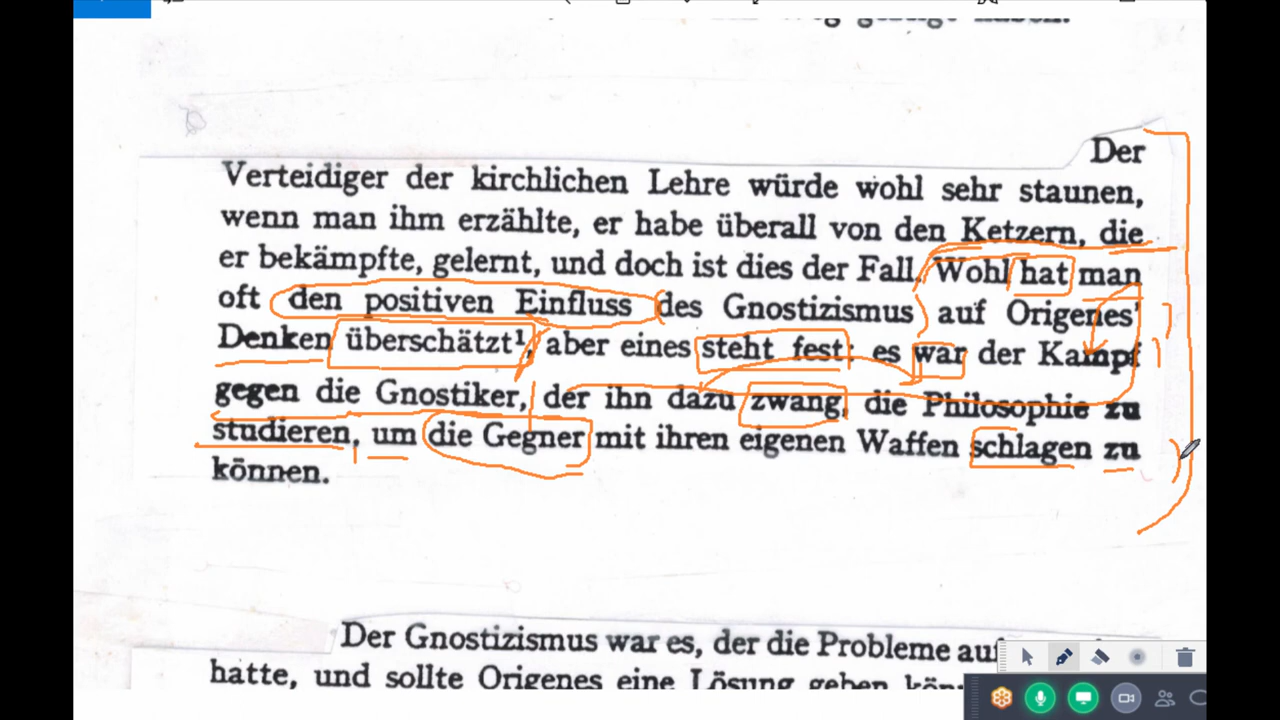 Der
Verteidiger der kirchlichen Lehre würde wohl sehr staunen,
wenn man ihm erzählte, er habe überall von den Ketzern, die
er bekämpfte, gelernt, und doch ist dies der Fall. Wohl hat man
oft den positiven Einfluss des Gnostizismus auf Origenes'
Denken überschätzt¹, aber eines steht fest: es war der Kampf
gegen die Gnostiker, der ihn dazu zwang, die Philosophie zu
studieren, um die Gegner mit ihren eigenen Waffen schlagen zu
können.
Der Gnostizismus war es, der die Probleme
hatte, und sollte Origenes eine Lösung geben